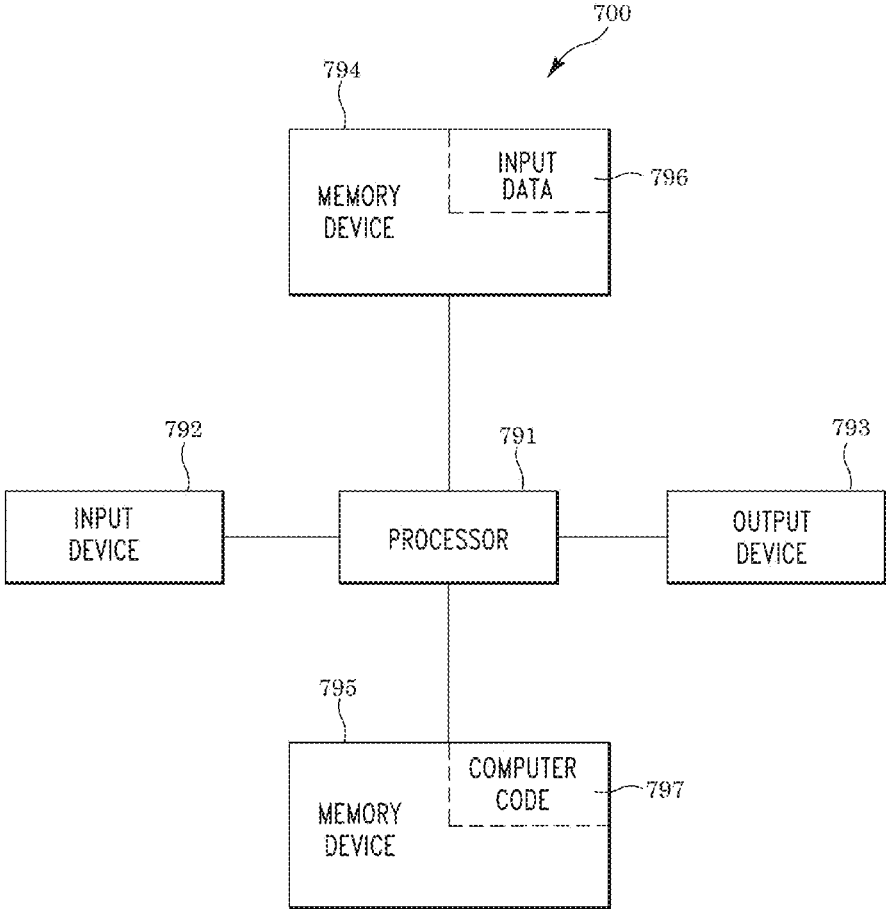 700
794
INPUT
DATA
796
MEMORY
DEVICE
792
791
793
INPUT
DEVICE
PROCESSOR
OUTPUT
DEVICE
795
COMPUTER
CODE
797
MEMORY
DEVICE